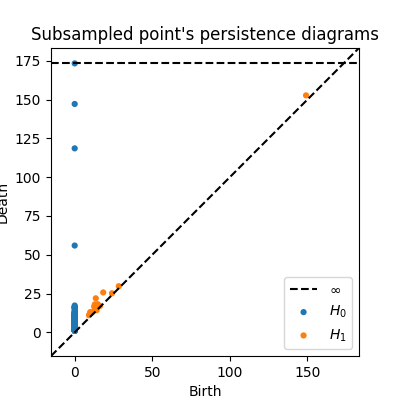 Subsampled point's persistence diagrams
175
150
125
100
75
50
25
0
Death
0
50
100
150
Birth
∞
H₀
H₁